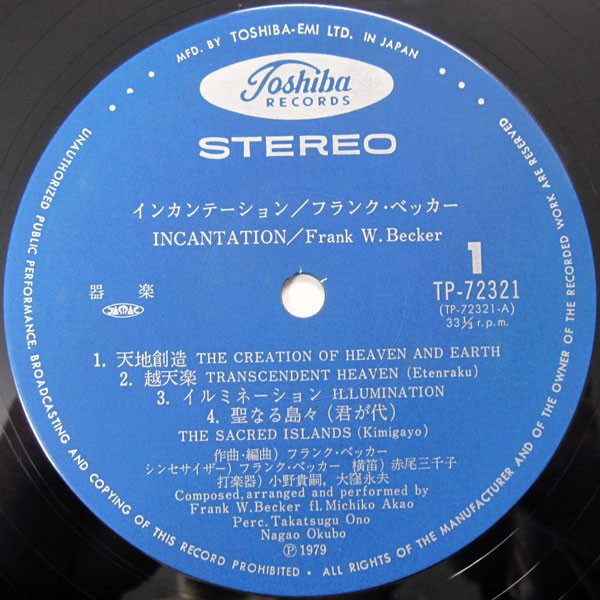 MFD. BY TOSHIBA-EMI LTD. IN JAPAN
Toshiba
RECORDS
STEREO
インカンテーション/フランク・ベッカー
INCANTATION/Frank W. Becker
1
器 楽
JASRAC
TP-72321
(TP-72321-A)
33⅓ r.p.m.
1. 天地創造 THE CREATION OF HEAVEN AND EARTH
2. 越天楽 TRANSCENDENT HEAVEN (Etenraku)
3. イルミネーション ILLUMINATION
4. 聖なる島々 (君が代)
THE SACRED ISLANDS (Kimigayo)
作曲・編曲) フランク・ベッカー
シンセサイザー) フランク・ベッカー 横笛) 赤尾三千子
打楽器) 小野貴嗣, 大窪永夫
Composed, arranged and performed by
Frank W. Becker fl. Michiko Akao
Perc. Takatsugu Ono
Nagao Okubo
Ⓟ 1979
UNAUTHORIZED PUBLIC PERFORMANCE, BROADCASTING AND COPYING OF THIS RECORD PROHIBITED • ALL RIGHTS OF THE MANUFACTURER AND OF THE OWNER OF THE RECORDED WORK ARE RESERVED